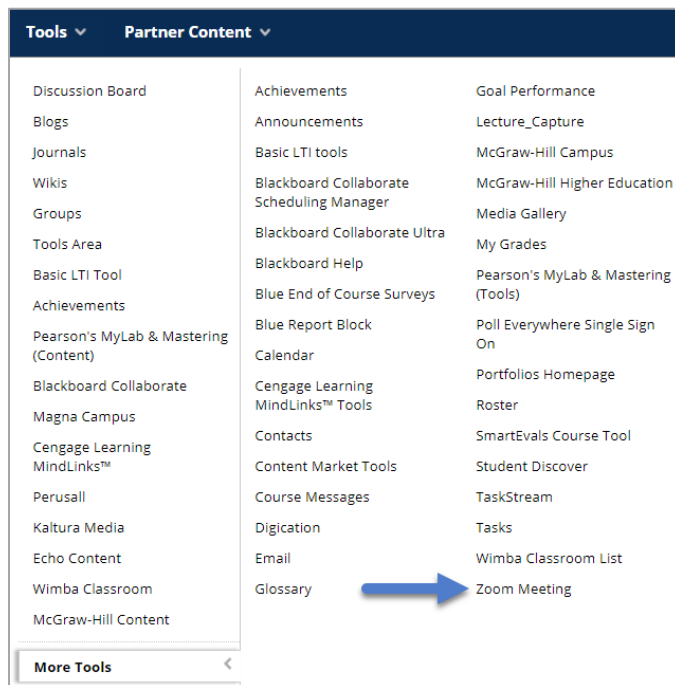 Tools
Partner Content
Discussion Board
Blogs
Journals
Wikis
Groups
Tools Area
Basic LTI Tool
Achievements
Pearson's MyLab & Mastering
(Content)
Blackboard Collaborate
Magna Campus
Cengage Learning
MindLinks™
Perusall
Kaltura Media
Echo Content
Wimba Classroom
McGraw-Hill Content
More Tools
Achievements
Announcements
Basic LTI tools
Blackboard Collaborate
Scheduling Manager
Blackboard Collaborate Ultra
Blackboard Help
Blue End of Course Surveys
Blue Report Block
Calendar
Cengage Learning
MindLinks™ Tools
Contacts
Content Market Tools
Course Messages
Digication
Email
Glossary
Goal Performance
Lecture_Capture
McGraw-Hill Campus
McGraw-Hill Higher Education
Media Gallery
My Grades
Pearson's MyLab & Mastering
(Tools)
Poll Everywhere Single Sign
On
Portfolios Homepage
Roster
SmartEvals Course Tool
Student Discover
TaskStream
Tasks
Wimba Classroom List
Zoom Meeting